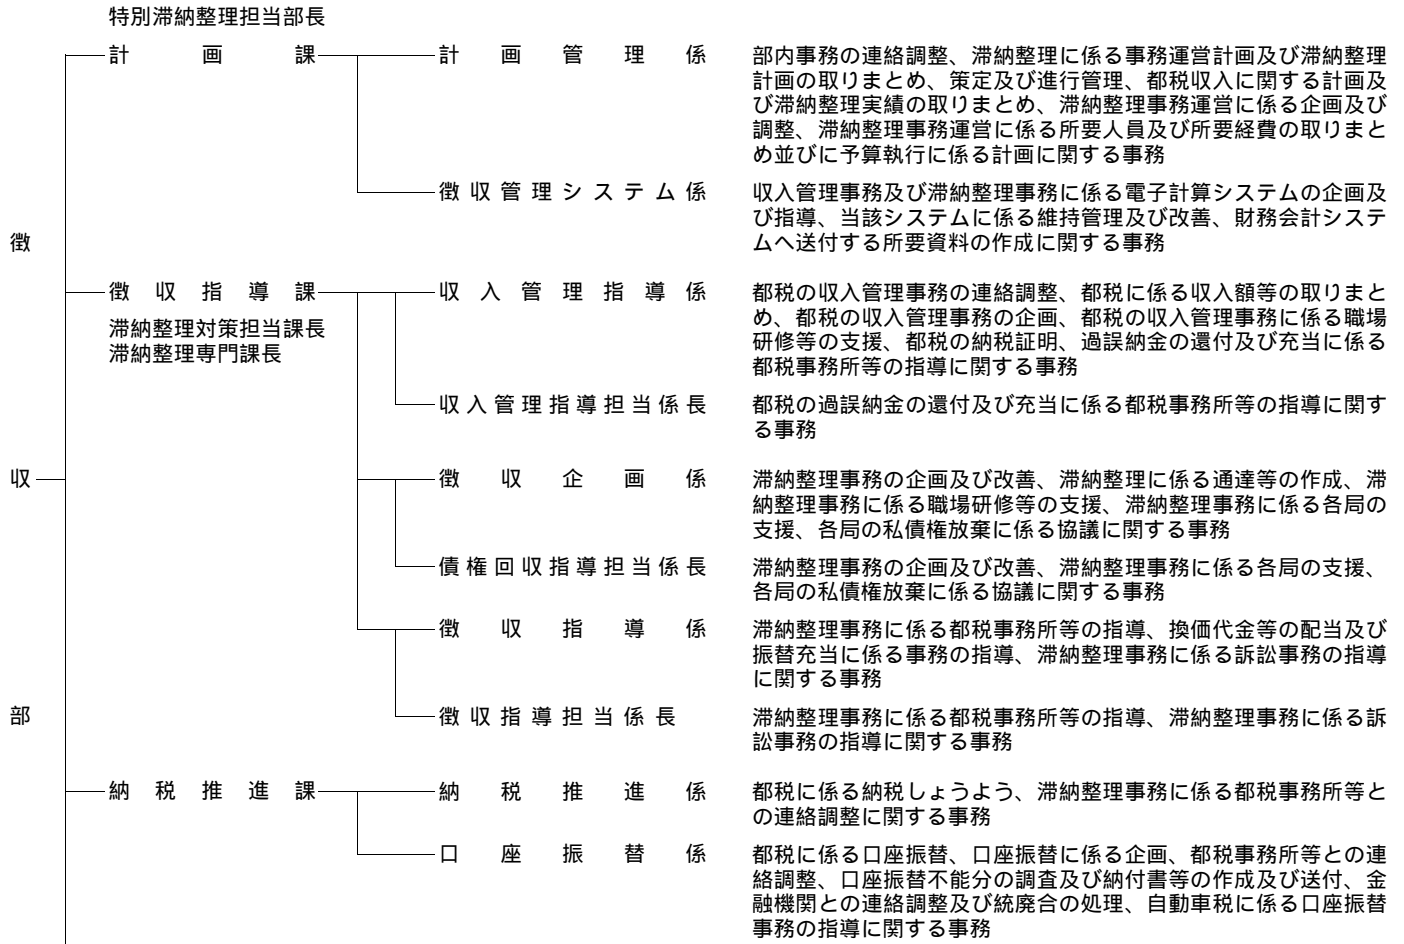 特別滞納整理担当部長
計画課
計画管理係
部内事務の連絡調整、滞納整理に係る事務運営計画及び滞納整理
計画の取りまとめ、策定及び進行管理、都税収入に関する計画及
び滞納整理実績の取りまとめ、滞納整理事務運営に係る企画及び
調整、滞納整理事務運営に係る所要人員及び所要経費の取りまと
め並びに予算執行に係る計画に関する事務
徴収管理システム係
収入管理事務及び滞納整理事務に係る電子計算システムの企画及
び指導、当該システムに係る維持管理及び改善、財務会計システ
ムへ送付する所要資料の作成に関する事務
徴収部
徴収指導課
滞納整理対策担当課長
滞納整理専門課長
収入管理指導係
都税の収入管理事務の連絡調整、都税に係る収入額等の取りまと
め、都税の収入管理事務の企画、都税の収入管理事務に係る職場
研修等の支援、都税の納税証明、過誤納金の還付及び充当に係る
都税事務所等の指導に関する事務
収入管理指導担当係長
都税の過誤納金の還付及び充当に係る都税事務所等の指導に関す
る事務
徴収企画係
滞納整理事務の企画及び改善、滞納整理に係る通達等の作成、滞
納整理事務に係る職場研修等の支援、滞納整理事務に係る各局の
支援、各局の私債権放棄に係る協議に関する事務
債権回収指導担当係長
滞納整理事務の企画及び改善、滞納整理事務に係る各局の支援、
各局の私債権放棄に係る協議に関する事務
徴収指導係
滞納整理事務に係る都税事務所等の指導、換価代金等の配当及び
振替充当に係る事務の指導、滞納整理事務に係る訴訟事務の指導
に関する事務
徴収指導担当係長
滞納整理事務に係る都税事務所等の指導、滞納整理事務に係る訴
訟事務の指導に関する事務
納税推進課
納税推進係
都税に係る納税しょうよう、滞納整理事務に係る都税事務所等と
の連絡調整に関する事務
口座振替係
都税に係る口座振替、口座振替に係る企画、都税事務所等との連
絡調整、口座振替不能分の調査及び納付書等の作成及び送付、金
融機関との連絡調整及び統廃合の処理、自動車税に係る口座振替
事務の指導に関する事務